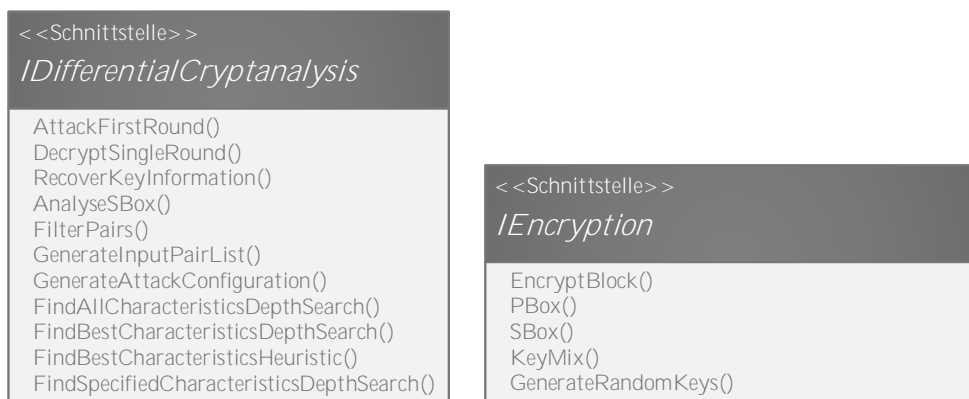 <<Schnittstelle>>
IDifferentialCryptanalysis
AttackFirstRound()
DecryptSingleRound()
RecoverKeyInformation()
AnalyseSBox()
FilterPairs()
GenerateInputPairList()
GenerateAttackConfiguration()
FindAllCharacteristicsDepthSearch()
FindBestCharacteristicsDepthSearch()
FindBestCharacteristicsHeuristic()
FindSpecifiedCharacteristicsDepthSearch()
<<Schnittstelle>>
IEncryption
EncryptBlock()
PBox()
SBox()
KeyMix()
GenerateRandomKeys()